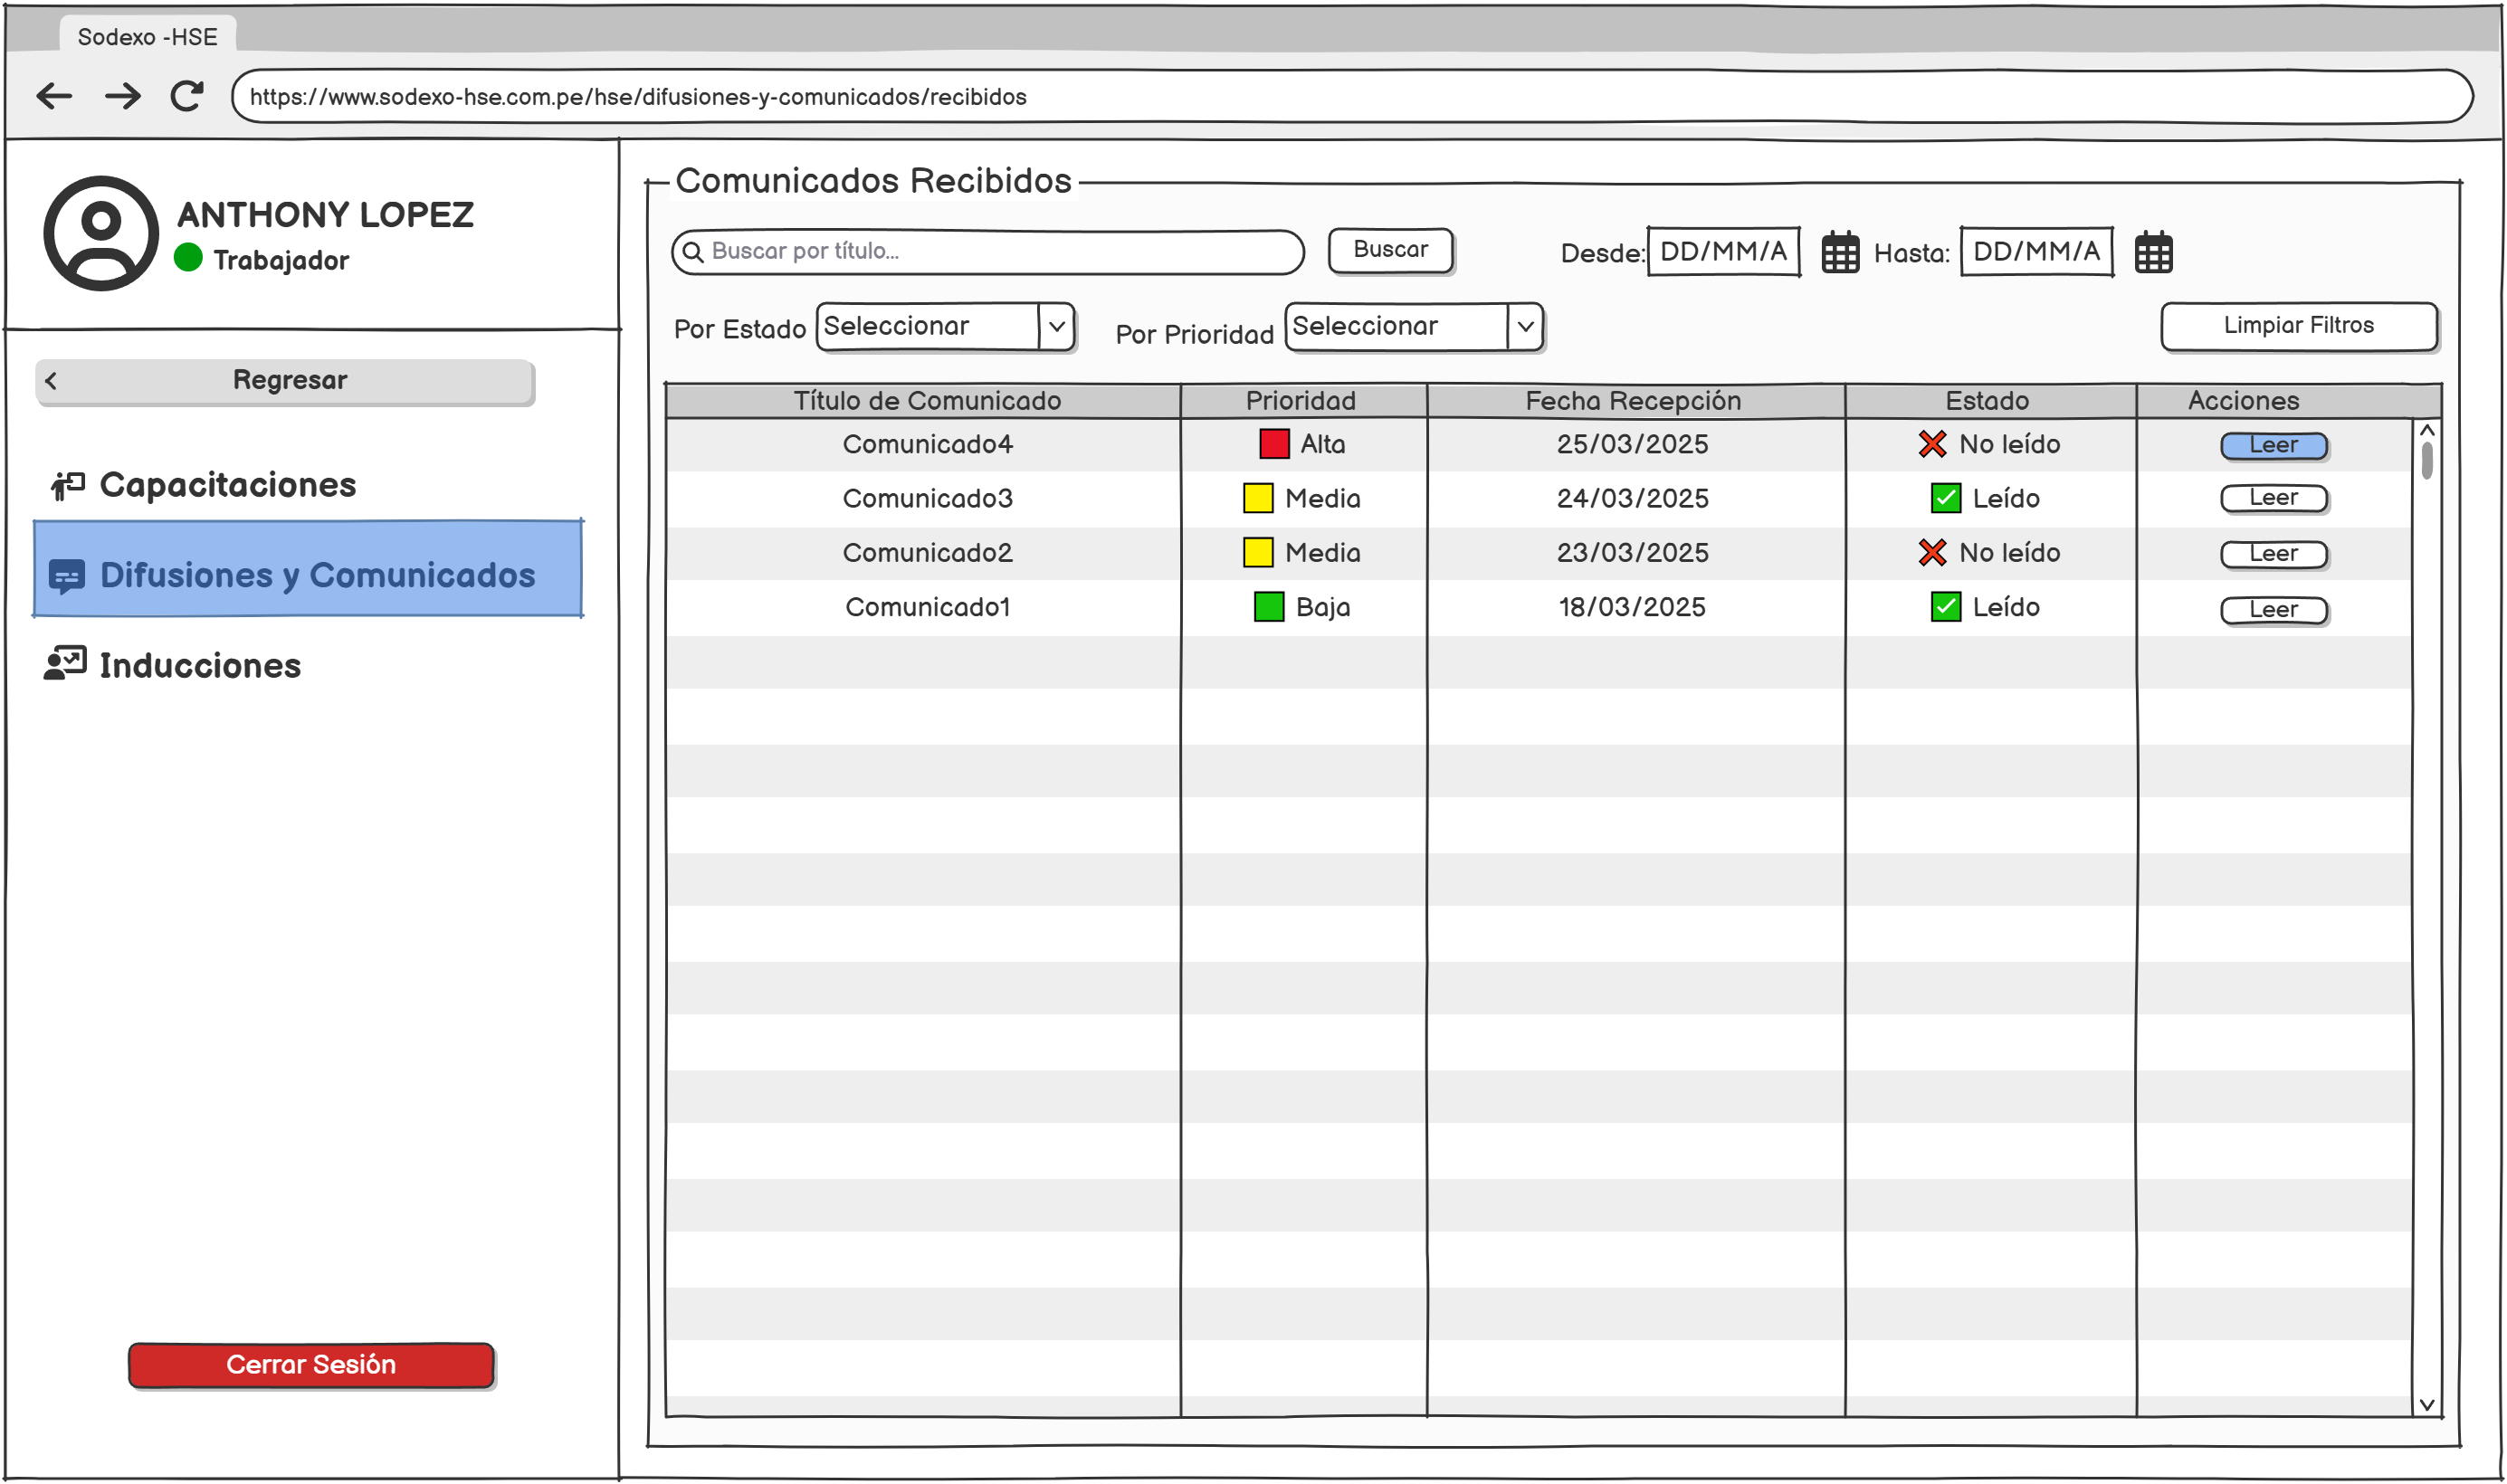 Sodexo -HSE
https://www.sodexo-hse.com.pe/hse/difusiones-y-comunicados/recibidos
ANTHONY LOPEZ
Trabajador
Regresar
Capacitaciones
Difusiones y Comunicados
Inducciones
Cerrar Sesión
Comunicados Recibidos
Buscar por título... Buscar Desde: DD/MM/A Hasta: DD/MM/A
Por Estado Seleccionar Por Prioridad Seleccionar Limpiar Filtros
Título de Comunicado Prioridad Fecha Recepción Estado Acciones
Comunicado4 Alta 25/03/2025 No leído Leer
Comunicado3 Media 24/03/2025 Leído Leer
Comunicado2 Media 23/03/2025 No leído Leer
Comunicado1 Baja 18/03/2025 Leído Leer